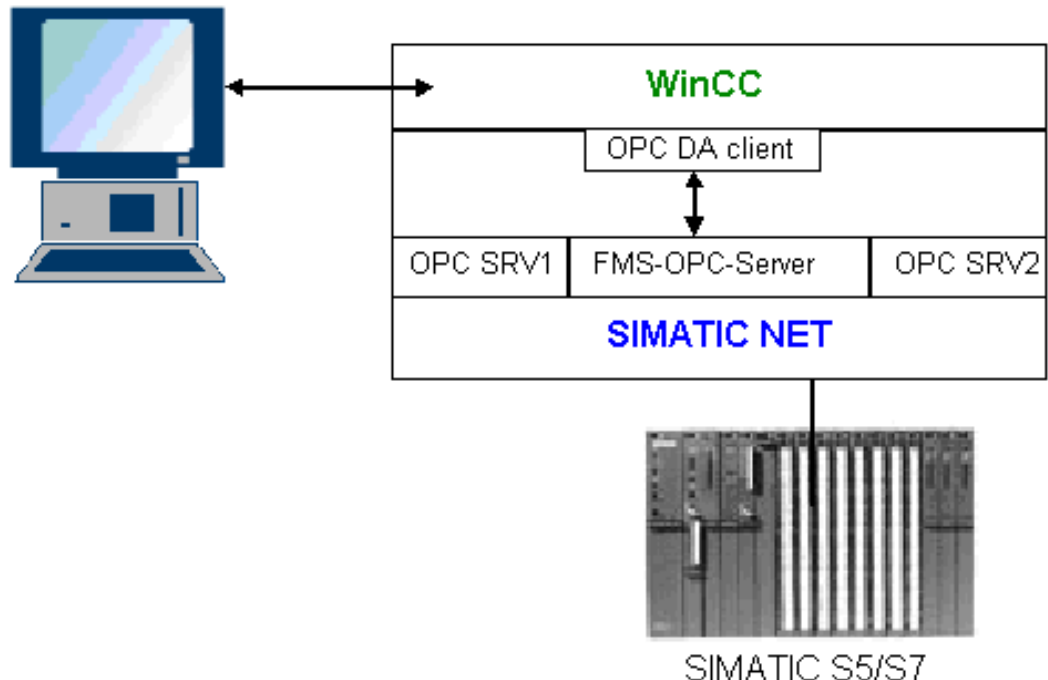 WinCC
OPC DA client
OPC SRV1 FMS-OPC-Server OPC SRV2
SIMATIC NET
SIMATIC S5/S7